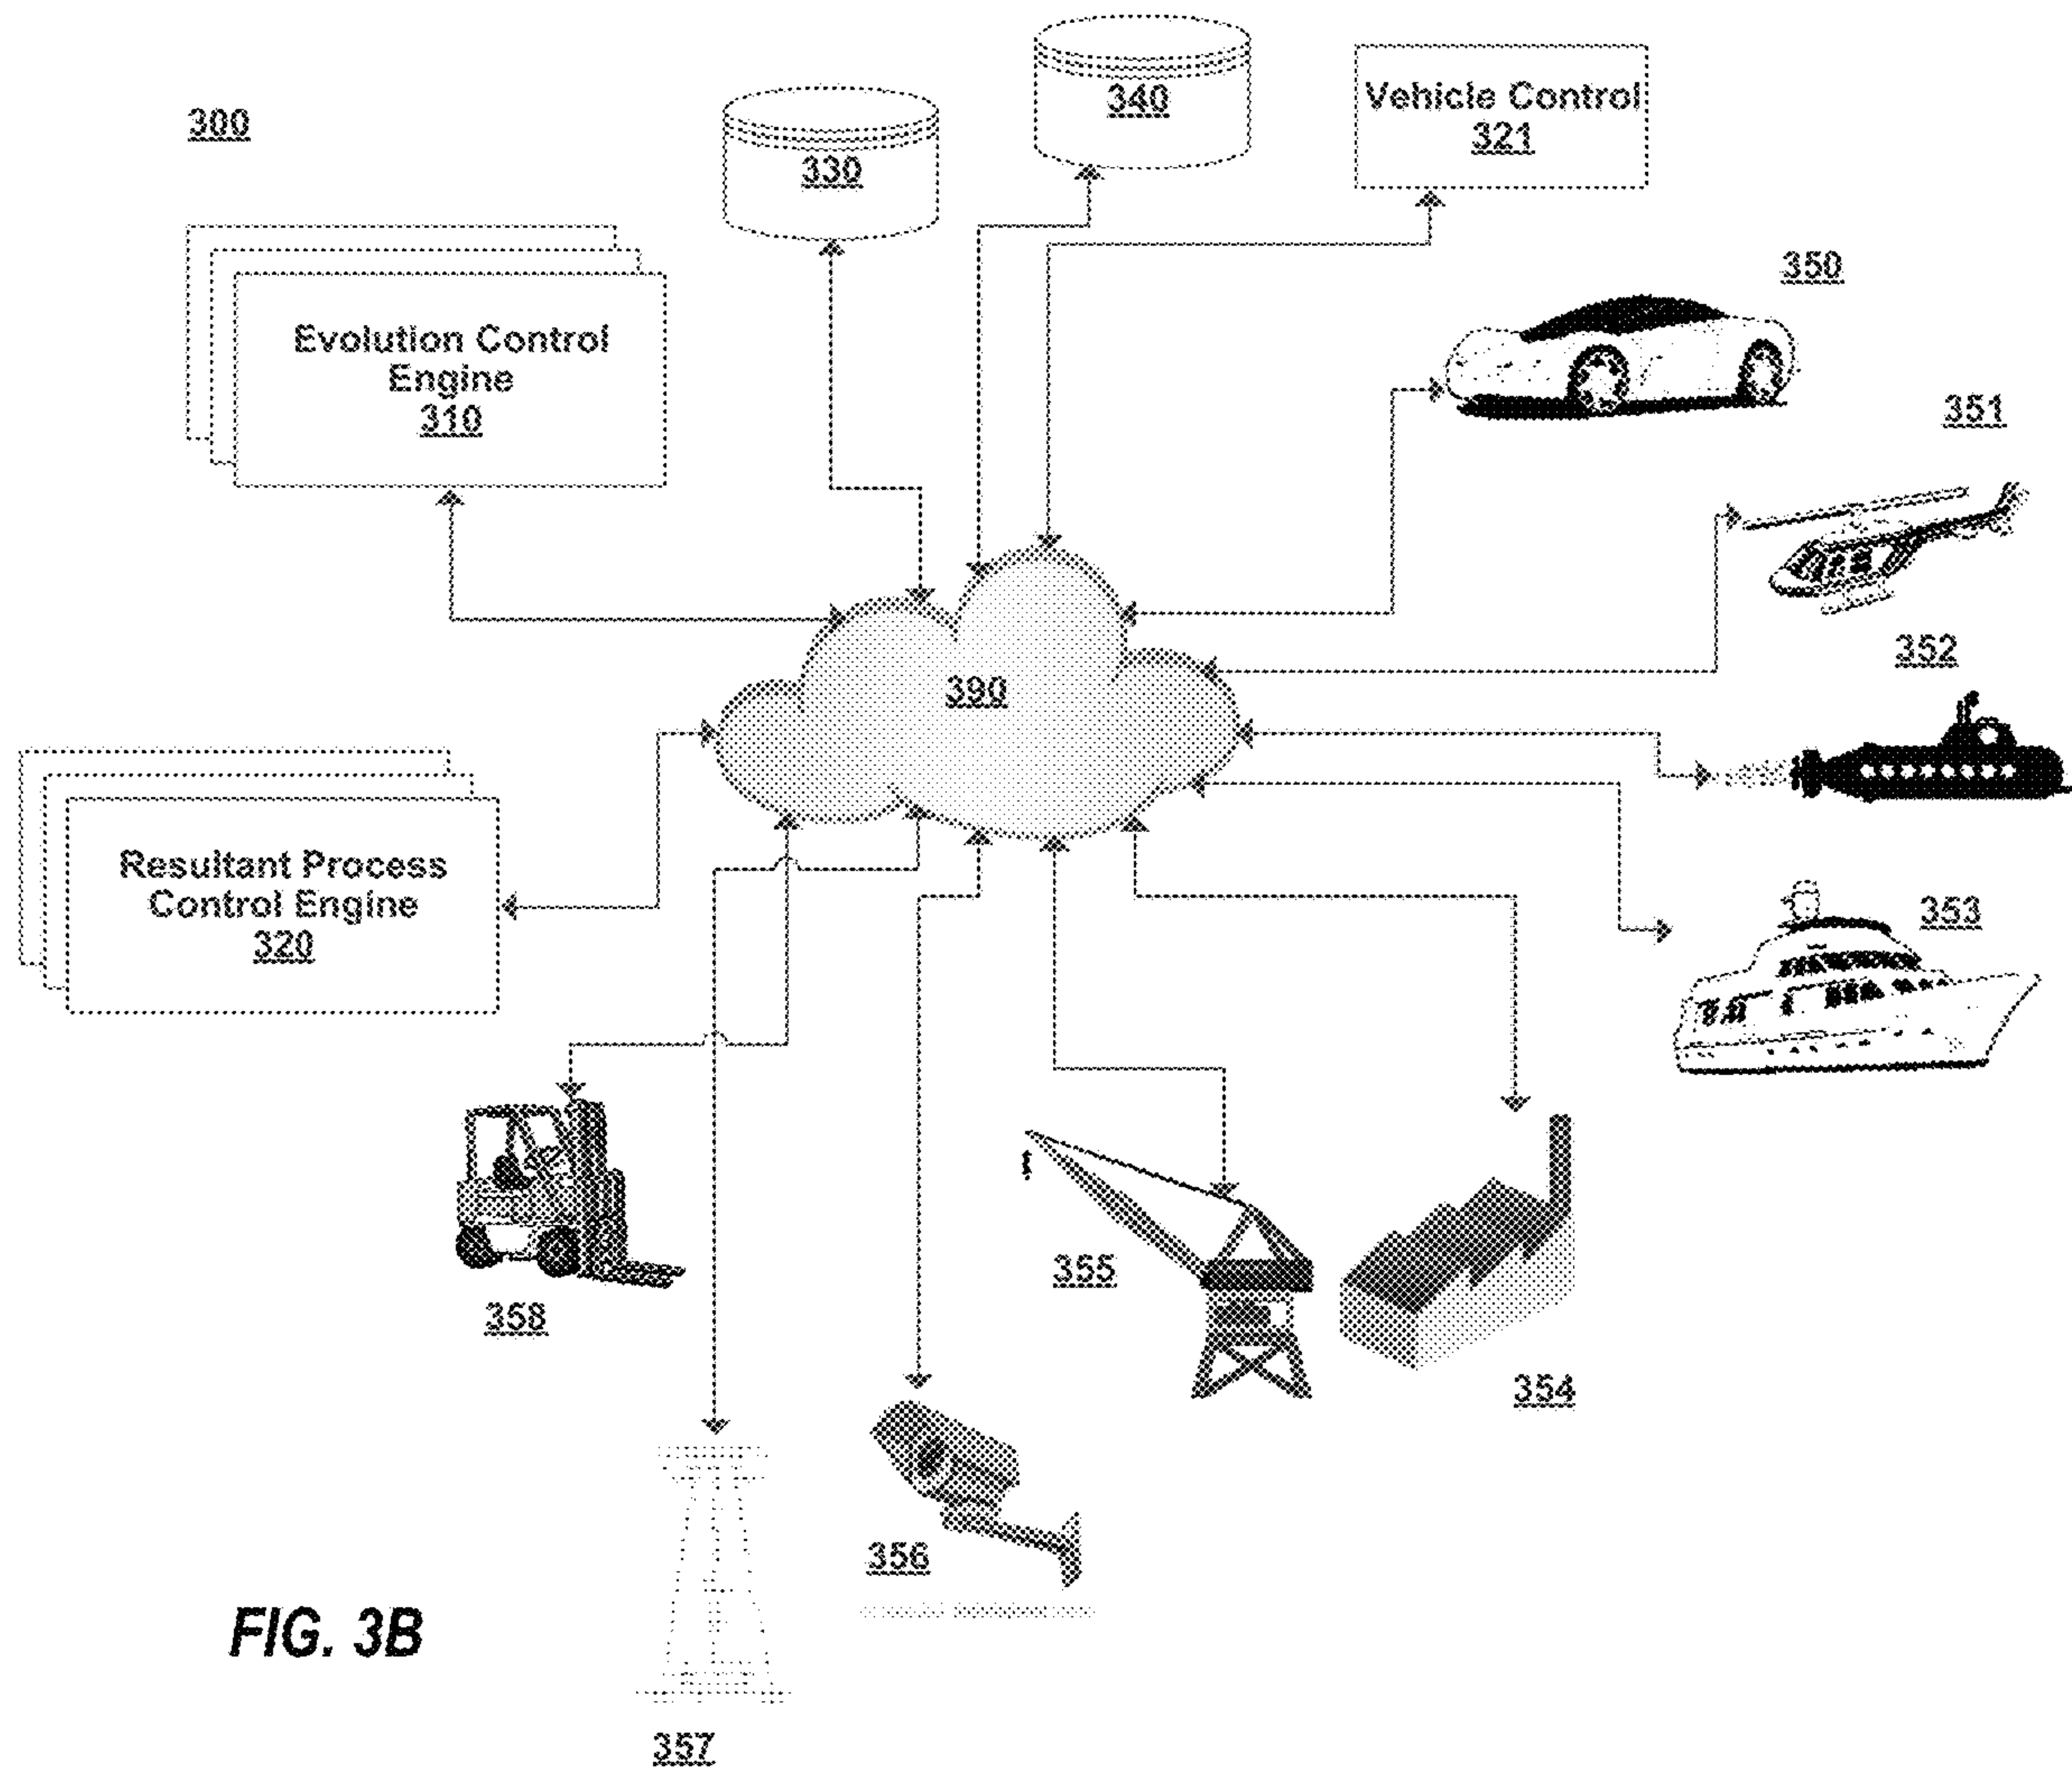 340
Vehicle Control
321
300
330
350
Evolution Control
Engine
310
351
352
390
Resultant Process
Control Engine
320
353
355
358
354
356
FIG. 3B
357